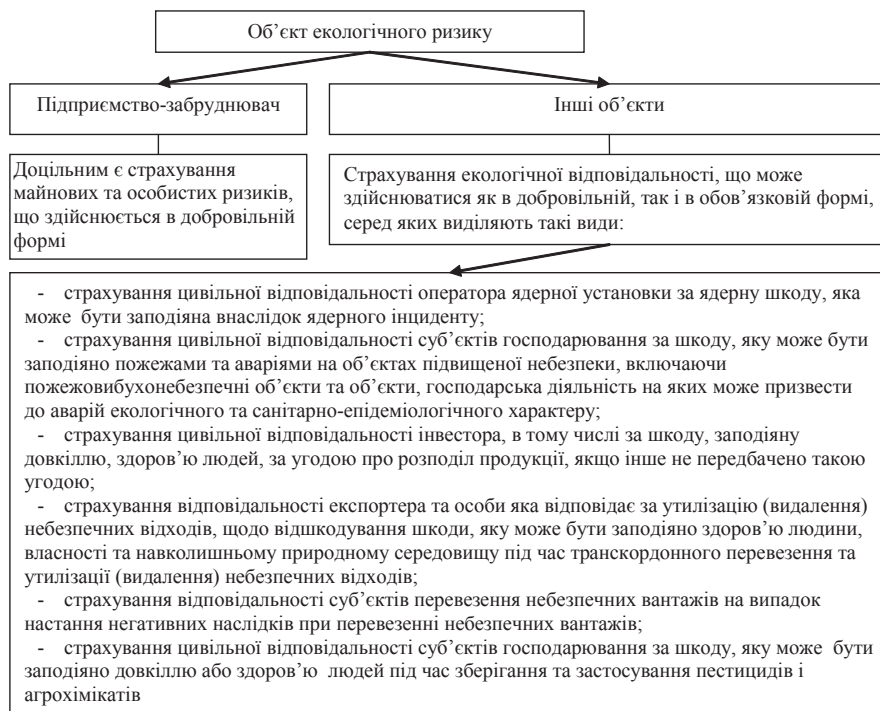 Об’єкт екологічного ризику
Підприємство-забруднювач
Інші об’єкти
Доцільним є страхування
майнових та особистих ризиків,
що здійснюється в добровільній
формі
Страхування екологічної відповідальності, що може
здійснюватися як в добровільній, так і в обов’язковій формі,
серед яких виділяють такі види:
- страхування цивільної відповідальності оператора ядерної установки за ядерну шкоду, яка
може бути заподіяна внаслідок ядерного інциденту;
- страхування цивільної відповідальності суб’єктів господарювання за шкоду, яку може бути
заподіяно пожежами та аваріями на об’єктах підвищеної небезпеки, включаючи
пожежовибухонебезпечні об’єкти та об’єкти, господарська діяльність на яких може призвести
до аварій екологічного та санітарно-епідеміологічного характеру;
- страхування цивільної відповідальності інвестора, в тому числі за шкоду, заподіяну
довкіллю, здоров’ю людей, за угодою про розподіл продукції, якщо інше не передбачено такою
угодою;
- страхування відповідальності експортера та особи яка відповідає за утилізацію (видалення)
небезпечних відходів, щодо відшкодування шкоди, яку може бути заподіяно здоров’ю людини,
власності та навколишньому природному середовищу під час транскордонного перевезення та
утилізації (видалення) небезпечних відходів;
- страхування відповідальності суб’єктів перевезення небезпечних вантажів на випадок
настання негативних наслідків при перевезенні небезпечних вантажів;
- страхування цивільної відповідальності суб’єктів господарювання за шкоду, яку може бути
заподіяно довкіллю або здоров’ю людей під час зберігання та застосування пестицидів і
агрохімікатів